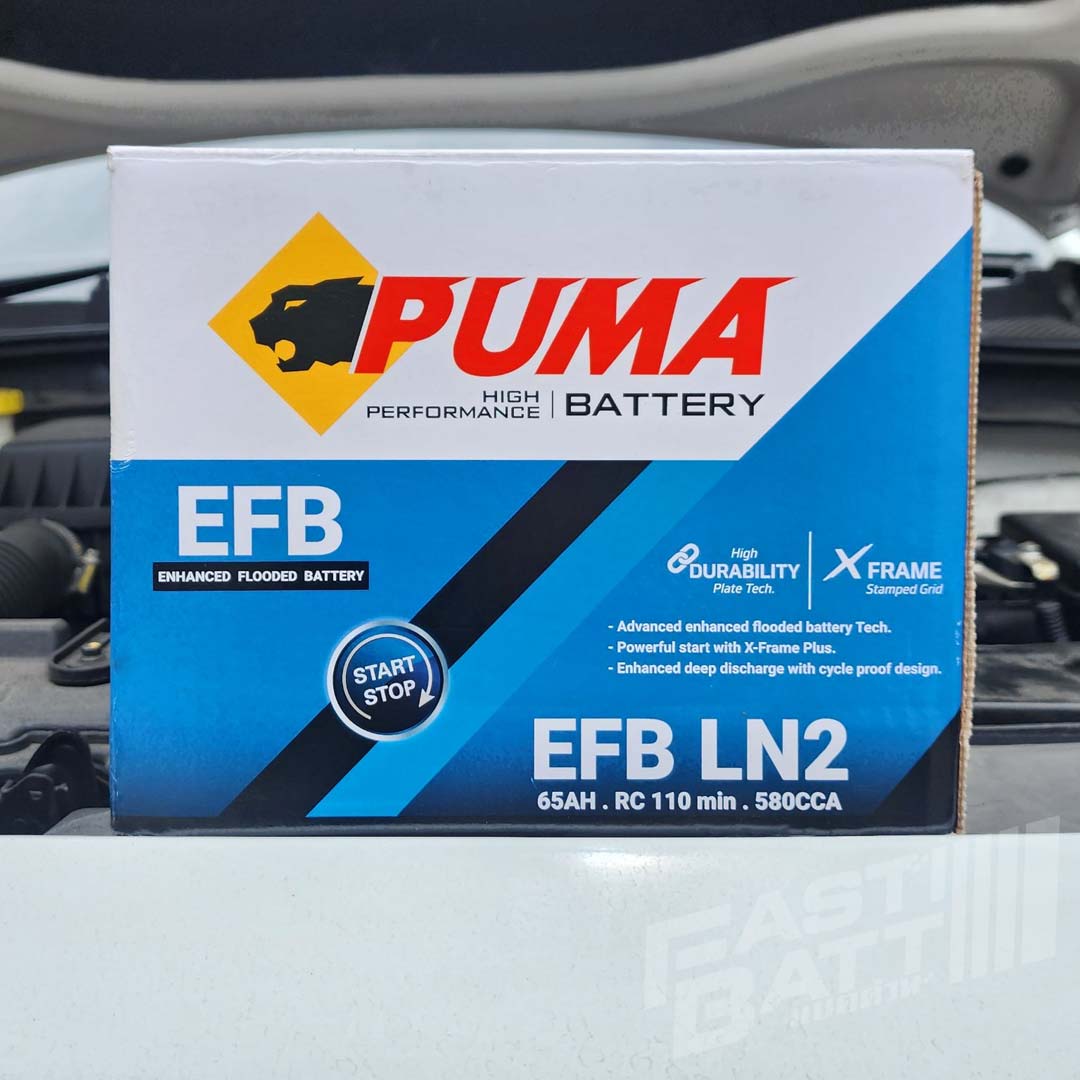 PUMA
HIGH
PERFORMANCE | BATTERY
EFB
ENHANCED FLOODED BATTERY
High
DURABILITY
Plate Tech.
X FRAME
Stamped Grid
- Advanced enhanced flooded battery Tech.
- Powerful start with X-Frame Plus.
- Enhanced deep discharge with cycle proof design.
START
STOP
EFB LN2
65AH . RC 110 min . 580CCA
FAST
BATT